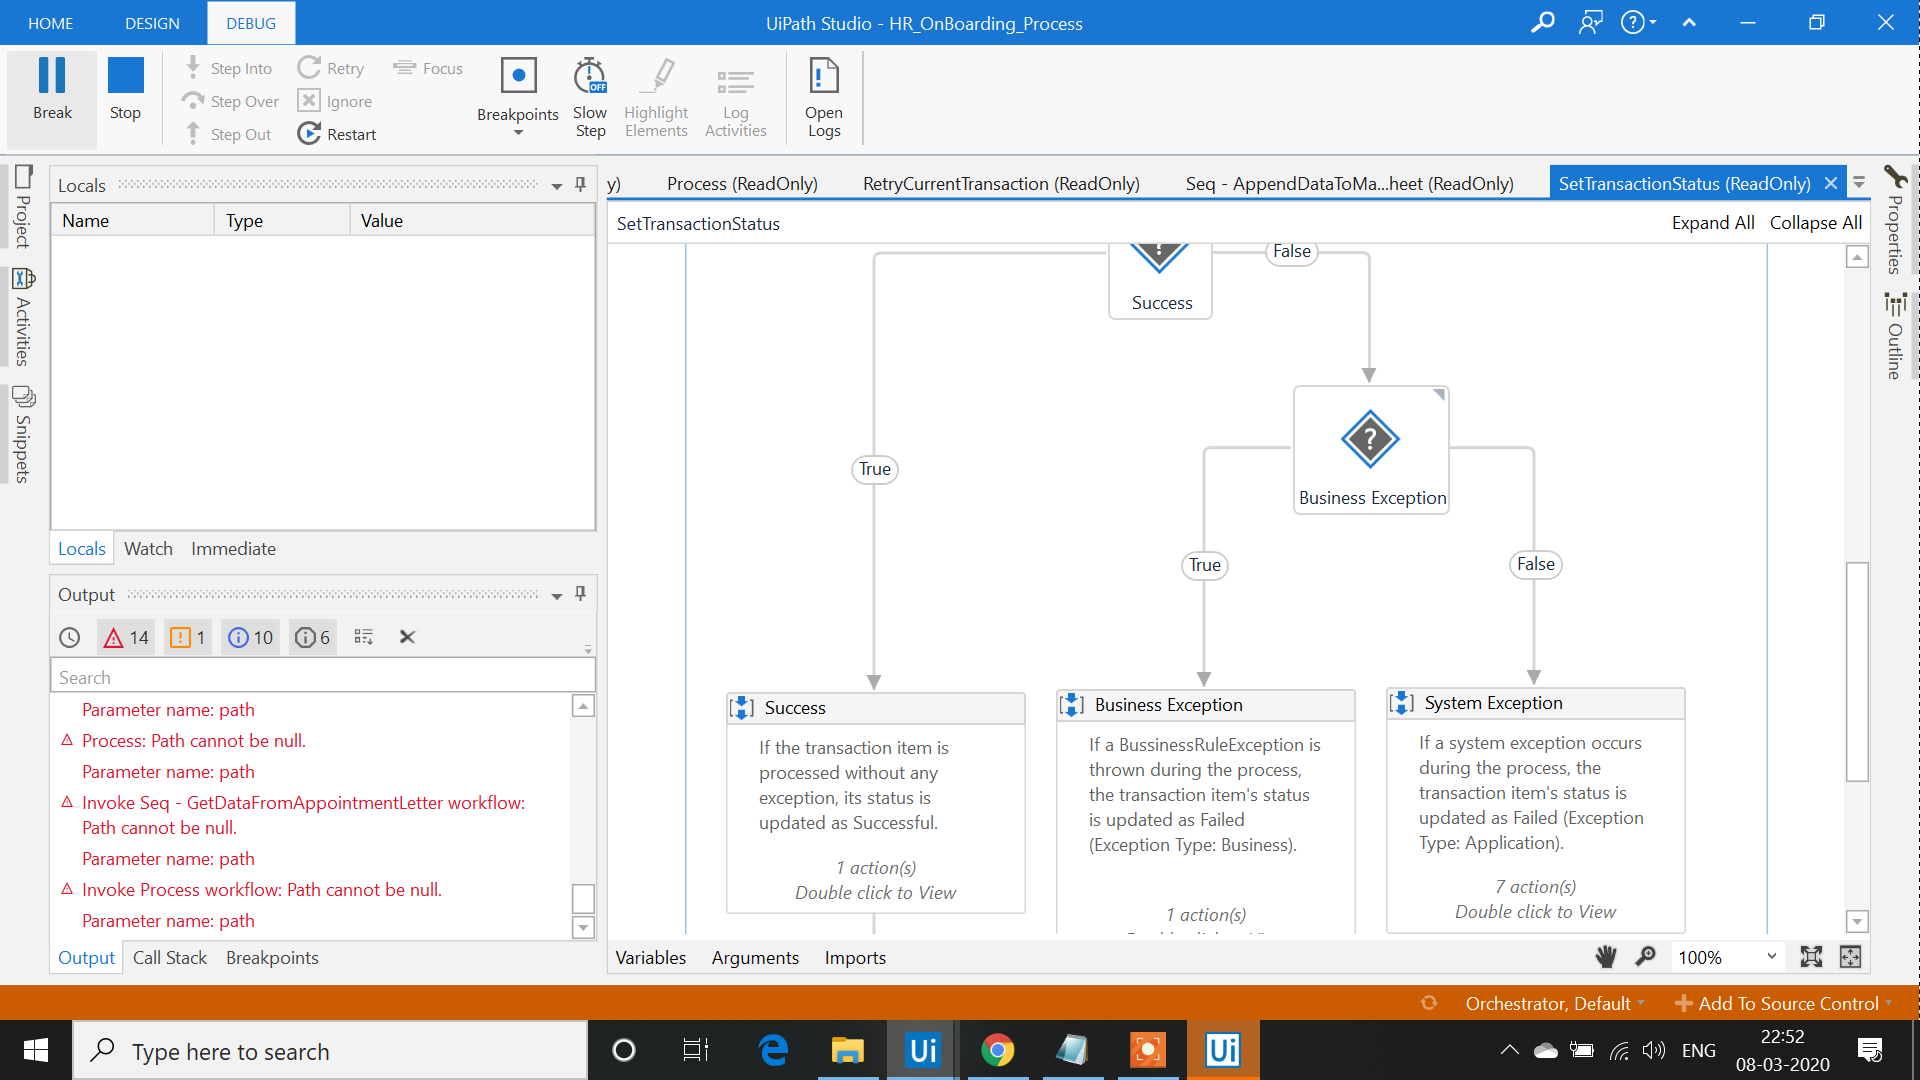 HOME DESIGN DEBUG UiPath Studio - HR_OnBoarding_Process
Break
Stop
Step Into
Step Over
Step Out
Retry
Ignore
Restart
Focus
Breakpoints
Slow
Step
OFF
Highlight
Elements
Log
Activities
Open
Logs
Project
Activities
Snippets
Locals
Name Type Value
Locals Watch Immediate
Output
14 1 10 6
Search
Parameter name: path
Process: Path cannot be null.
Parameter name: path
Invoke Seq - GetDataFromAppointmentLetter workflow:
Path cannot be null.
Parameter name: path
Invoke Process workflow: Path cannot be null.
Parameter name: path
Output Call Stack Breakpoints
y) Process (ReadOnly) RetryCurrentTransaction (ReadOnly) Seq - AppendDataToMa...heet (ReadOnly) SetTransactionStatus (ReadOnly)
SetTransactionStatus Expand All Collapse All
False
Success
True
Business Exception
True
False
Success
If the transaction item is
processed without any
exception, its status is
updated as Successful.
1 action(s)
Double click to View
Business Exception
If a BussinessRuleException is
thrown during the process,
the transaction item's status
is updated as Failed
(Exception Type: Business).
1 action(s)
System Exception
If a system exception occurs
during the process, the
transaction item's status is
updated as Failed (Exception
Type: Application).
7 action(s)
Double click to View
Variables Arguments Imports 100%
Properties
Outline
Orchestrator, Default Add To Source Control
Type here to search
Ui
Ui
ENG
22:52
08-03-2020